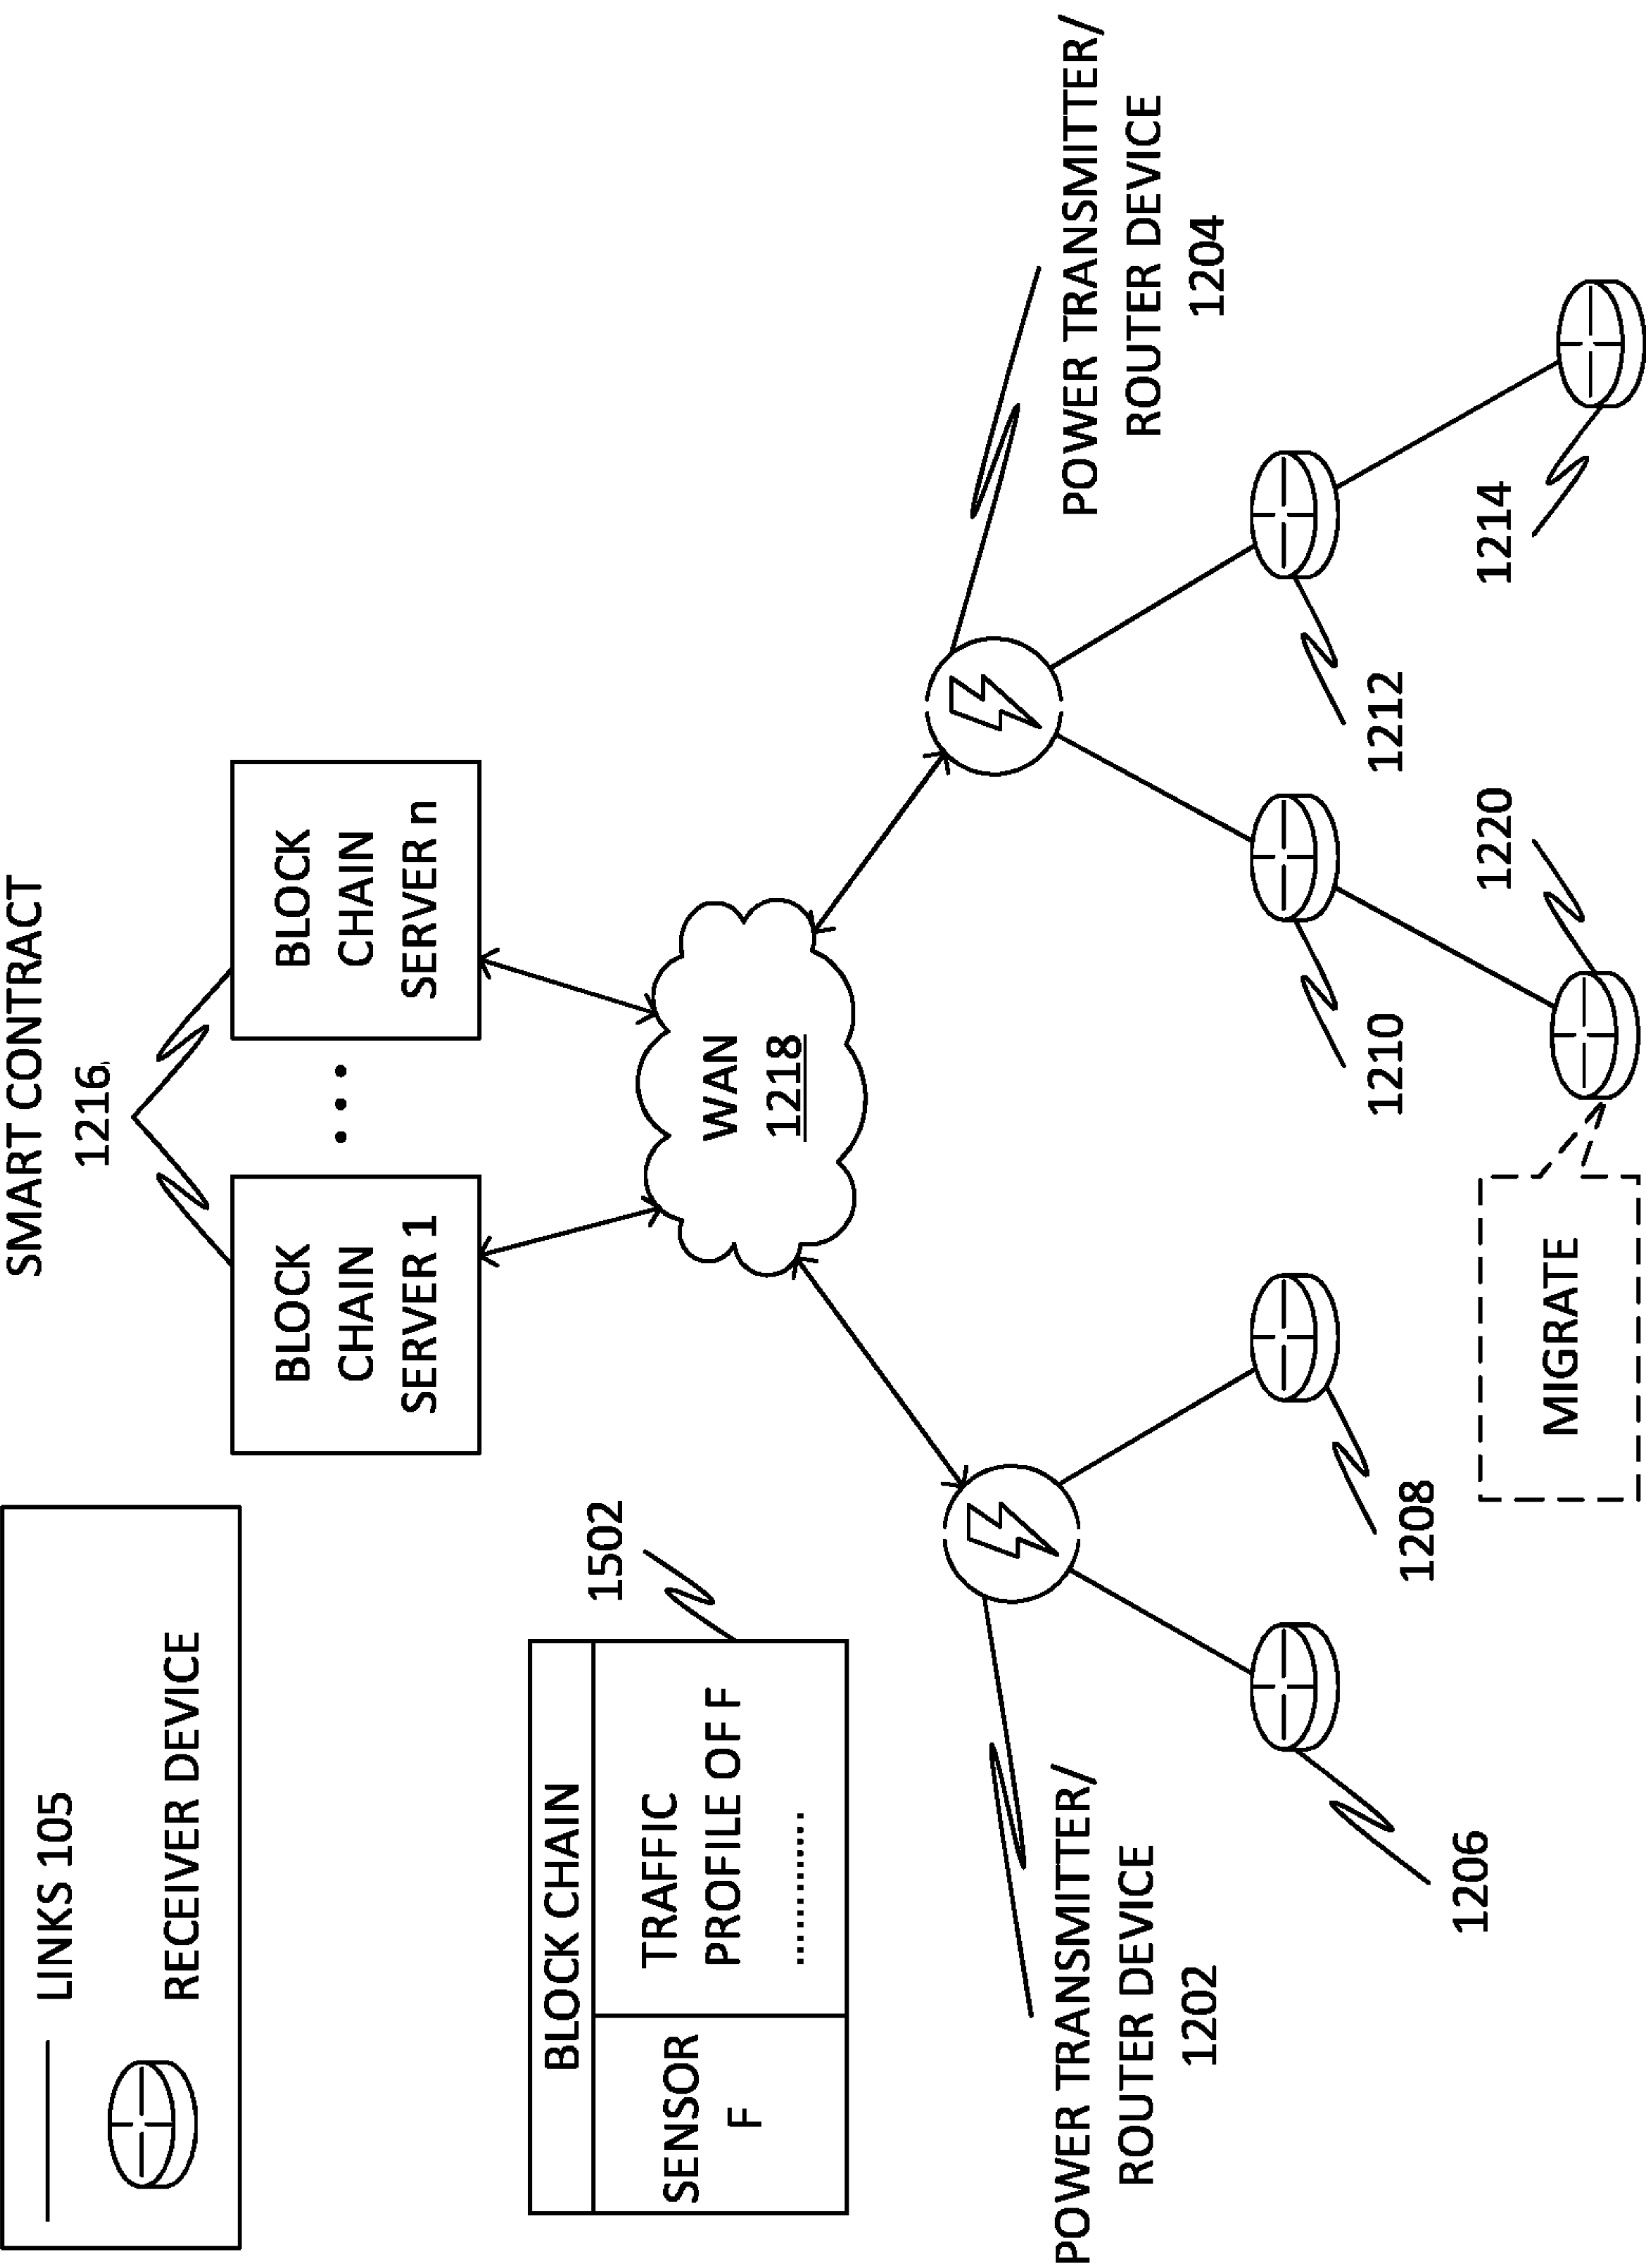 LINKS 105
RECEIVER DEVICE
SMART CONTRACT
1216
BLOCK
CHAIN
SERVER 1
BLOCK
CHAIN
SERVER n
1502
BLOCK CHAIN
SENSOR
F
TRAFFIC
PROFILE OF F
..........
WAN
1218
POWER TRANSMITTER/
ROUTER DEVICE
1202
POWER TRANSMITTER/
ROUTER DEVICE
1204
1206
1208
1210
1212
MIGRATE
1220
1214